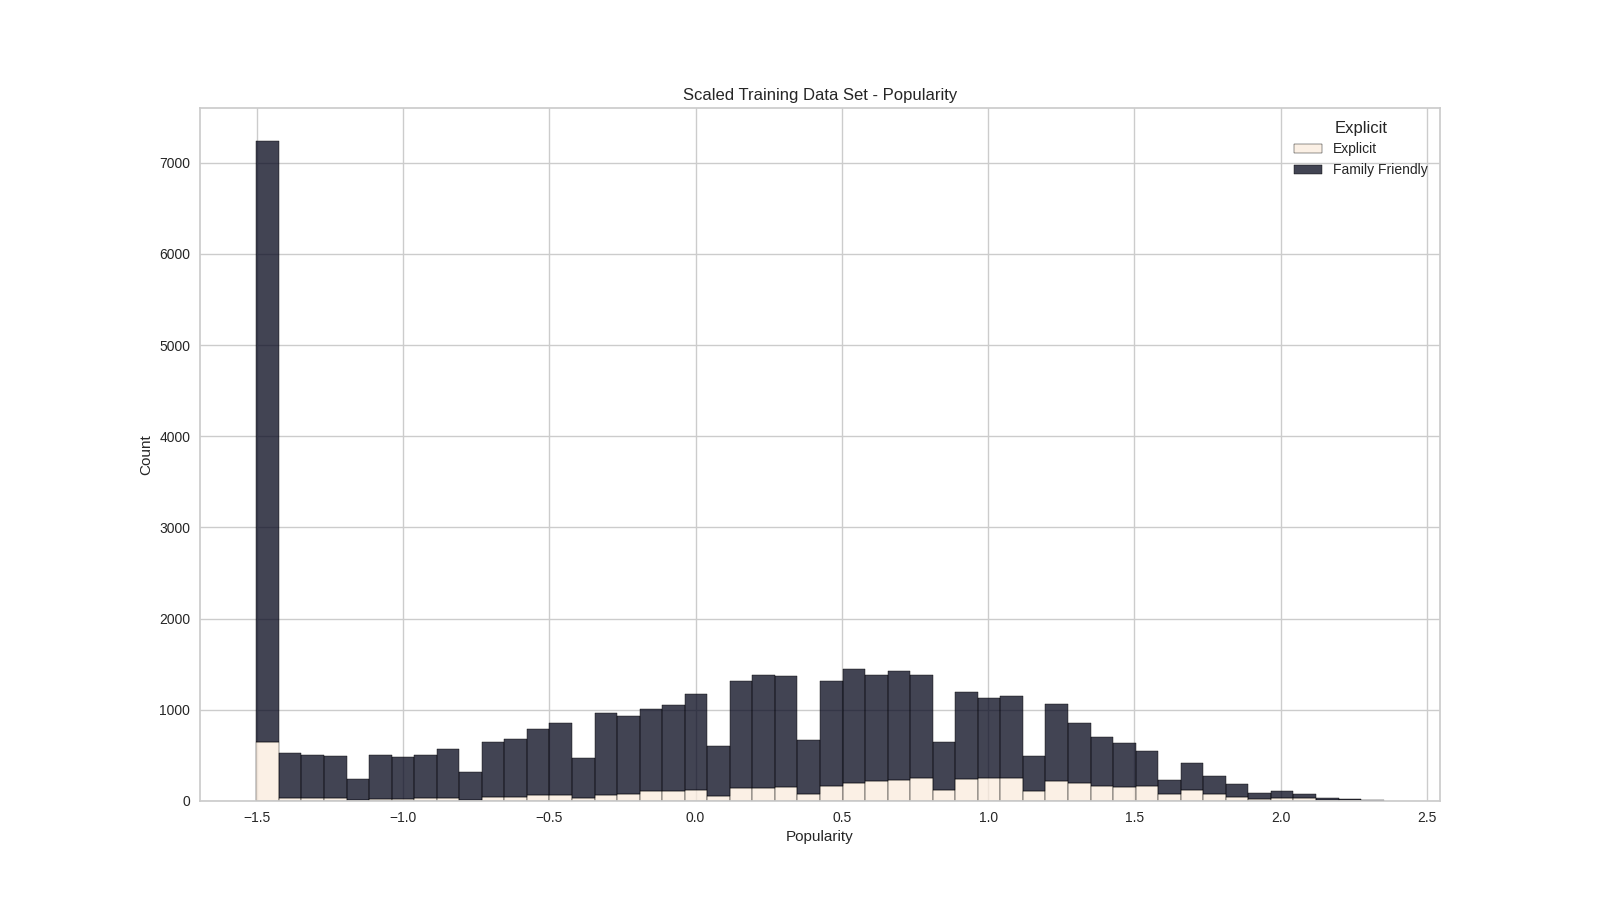 Scaled Training Data Set - Popularity
Explicit
Explicit
Family Friendly
7000
6000
5000
4000
3000
2000
1000
0
Count
−1.5
−1.0
−0.5
0.0
0.5
1.0
1.5
2.0
2.5
Popularity